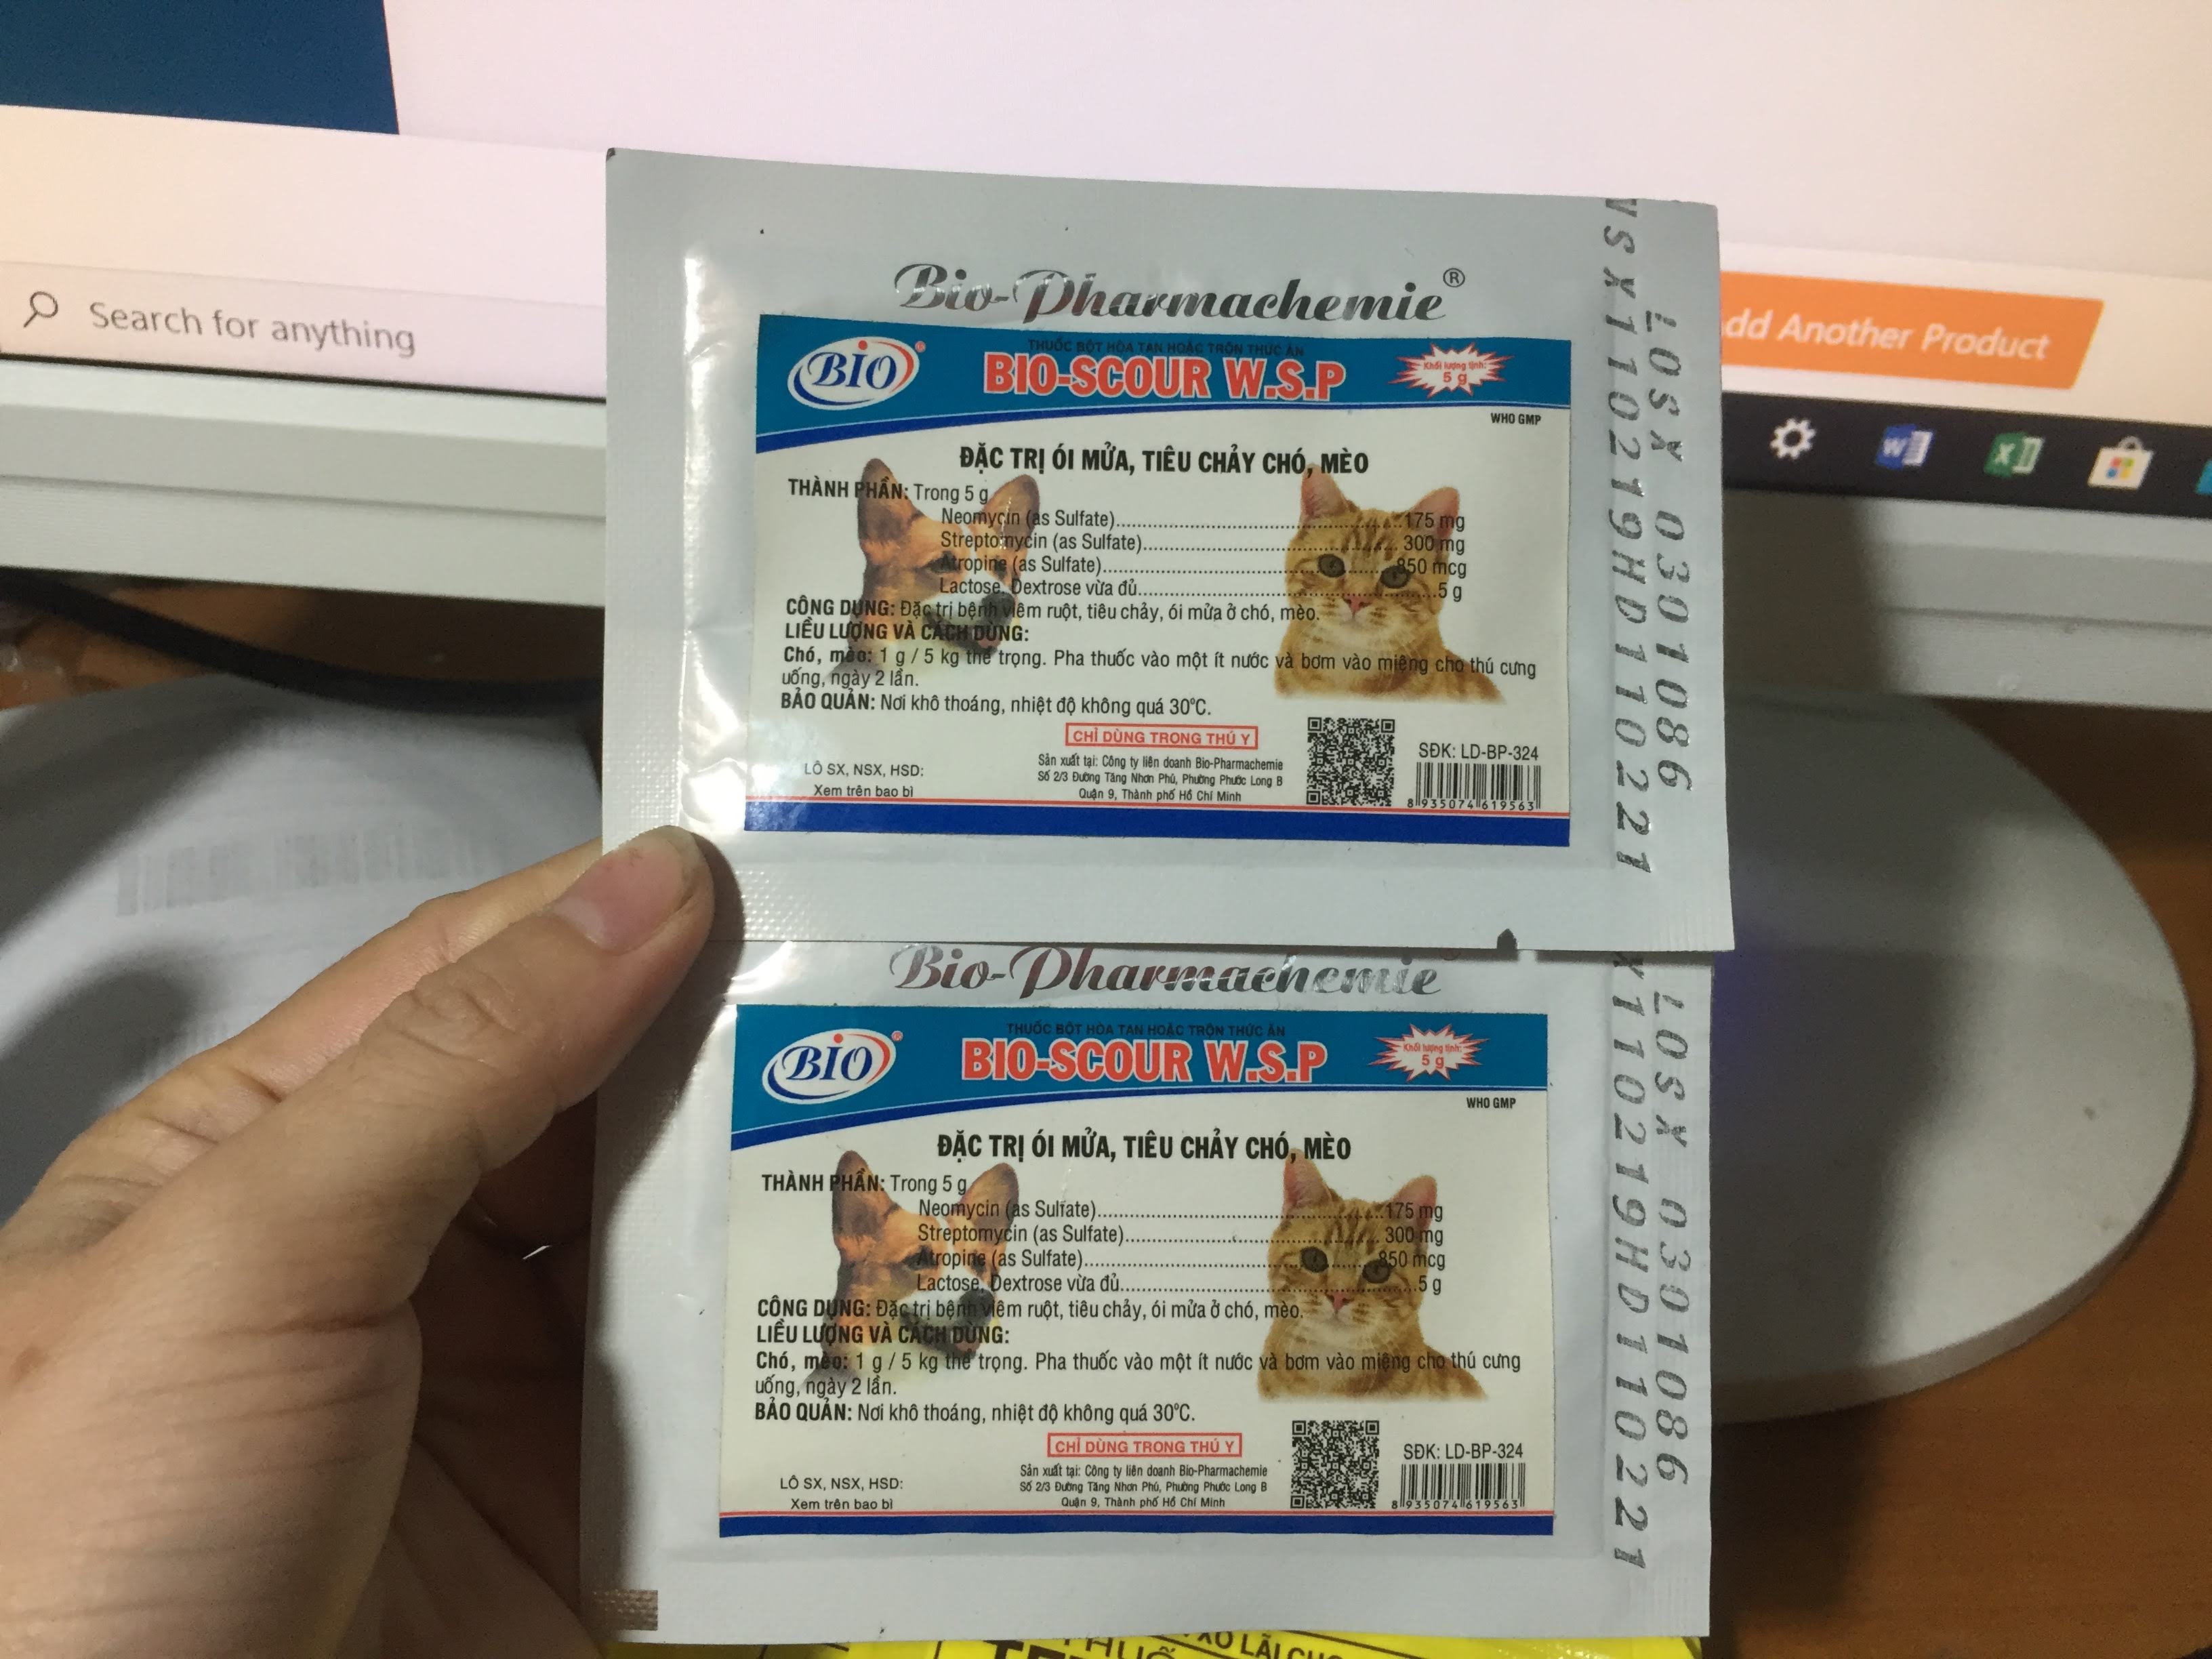 Search for anything
dd Another Product
Bio-Pharmachemie®
BIO®
THUỐC BỘT HÒA TAN HOẶC TRỘN THỨC ĂN
BIO-SCOUR W.S.P
Khối lượng tịnh:
5 g
WHO GMP
ĐẶC TRỊ ÓI MỬA, TIÊU CHẢY CHÓ, MÈO
THÀNH PHẦN: Trong 5 g
Neomycin (as Sulfate)..........175 mg
Streptomycin (as Sulfate)..........300 mg
Atropine (as Sulfate)..........850 mcg
Lactose, Dextrose vừa đủ..........5 g
CÔNG DỤNG: Đặc trị bệnh viêm ruột, tiêu chảy, ói mửa ở chó, mèo.
LIỀU LƯỢNG VÀ CÁCH DÙNG:
Chó, mèo: 1 g / 5 kg thể trọng. Pha thuốc vào một ít nước và bơm vào miệng cho thú cưng
uống, ngày 2 lần.
BẢO QUẢN: Nơi khô thoáng, nhiệt độ không quá 30°C.
CHỈ DÙNG TRONG THÚ Y
LÔ SX, NSX, HSD:
Xem trên bao bì
Sản xuất tại: Công ty liên doanh Bio-Pharmachemie
Số 2/3 Đường Tăng Nhơn Phú, Phường Phước Long B
Quận 9, Thành phố Hồ Chí Minh
SĐK: LD-BP-324
8 935074 619563
LOSX 0301086
NSX110219HD110221
Bio-Pharmachemie
BIO®
THUỐC BỘT HÒA TAN HOẶC TRỘN THỨC ĂN
BIO-SCOUR W.S.P
Khối lượng tịnh:
5 g
WHO GMP
ĐẶC TRỊ ÓI MỬA, TIÊU CHẢY CHÓ, MÈO
THÀNH PHẦN: Trong 5 g
Neomycin (as Sulfate)..........175 mg
Streptomycin (as Sulfate)..........300 mg
Atropine (as Sulfate)..........850 mcg
Lactose, Dextrose vừa đủ..........5 g
CÔNG DỤNG: Đặc trị bệnh viêm ruột, tiêu chảy, ói mửa ở chó, mèo.
LIỀU LƯỢNG VÀ CÁCH DÙNG:
Chó, mèo: 1 g / 5 kg thể trọng. Pha thuốc vào một ít nước và bơm vào miệng cho thú cưng
uống, ngày 2 lần.
BẢO QUẢN: Nơi khô thoáng, nhiệt độ không quá 30°C.
CHỈ DÙNG TRONG THÚ Y
LÔ SX, NSX, HSD:
Xem trên bao bì
Sản xuất tại: Công ty liên doanh Bio-Pharmachemie
Số 2/3 Đường Tăng Nhơn Phú, Phường Phước Long B
Quận 9, Thành phố Hồ Chí Minh
SĐK: LD-BP-324
8 935074 619563
LOSX 0301086
X110219HD110221
XỔ LÃI